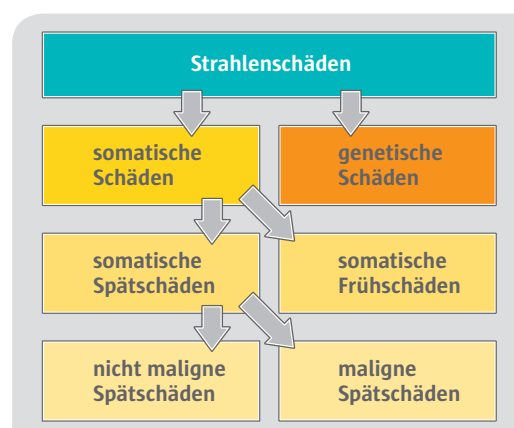 Strahlenschäden
somatische
Schäden
genetische
Schäden
somatische
Spätschäden
somatische
Frühschäden
nicht maligne
Spätschäden
maligne
Spätschäden